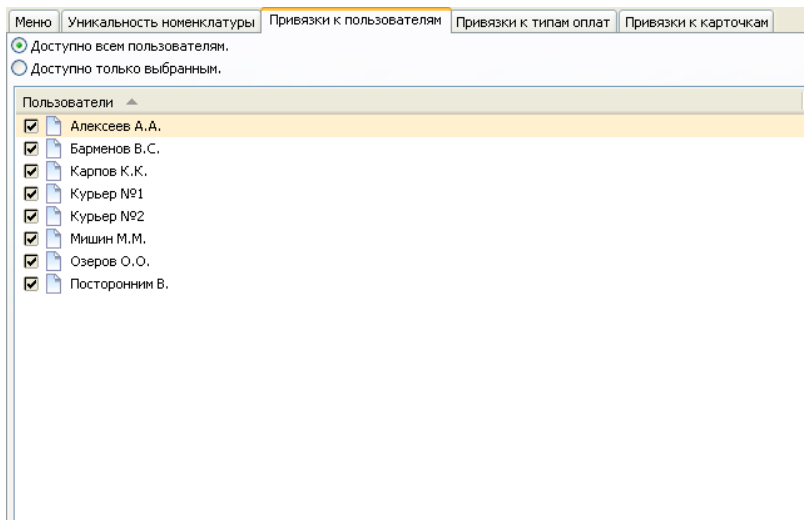 Меню Уникальность номенклатуры Привязки к пользователям Привязки к типам оплат Привязки к карточкам
Доступно всем пользователям.
Доступно только выбранным.
Пользователи
Алексеев А.А.
Барменов В.С.
Карпов К.К.
Курьер №1
Курьер №2
Мишин М.М.
Озеров О.О.
Посторонним В.